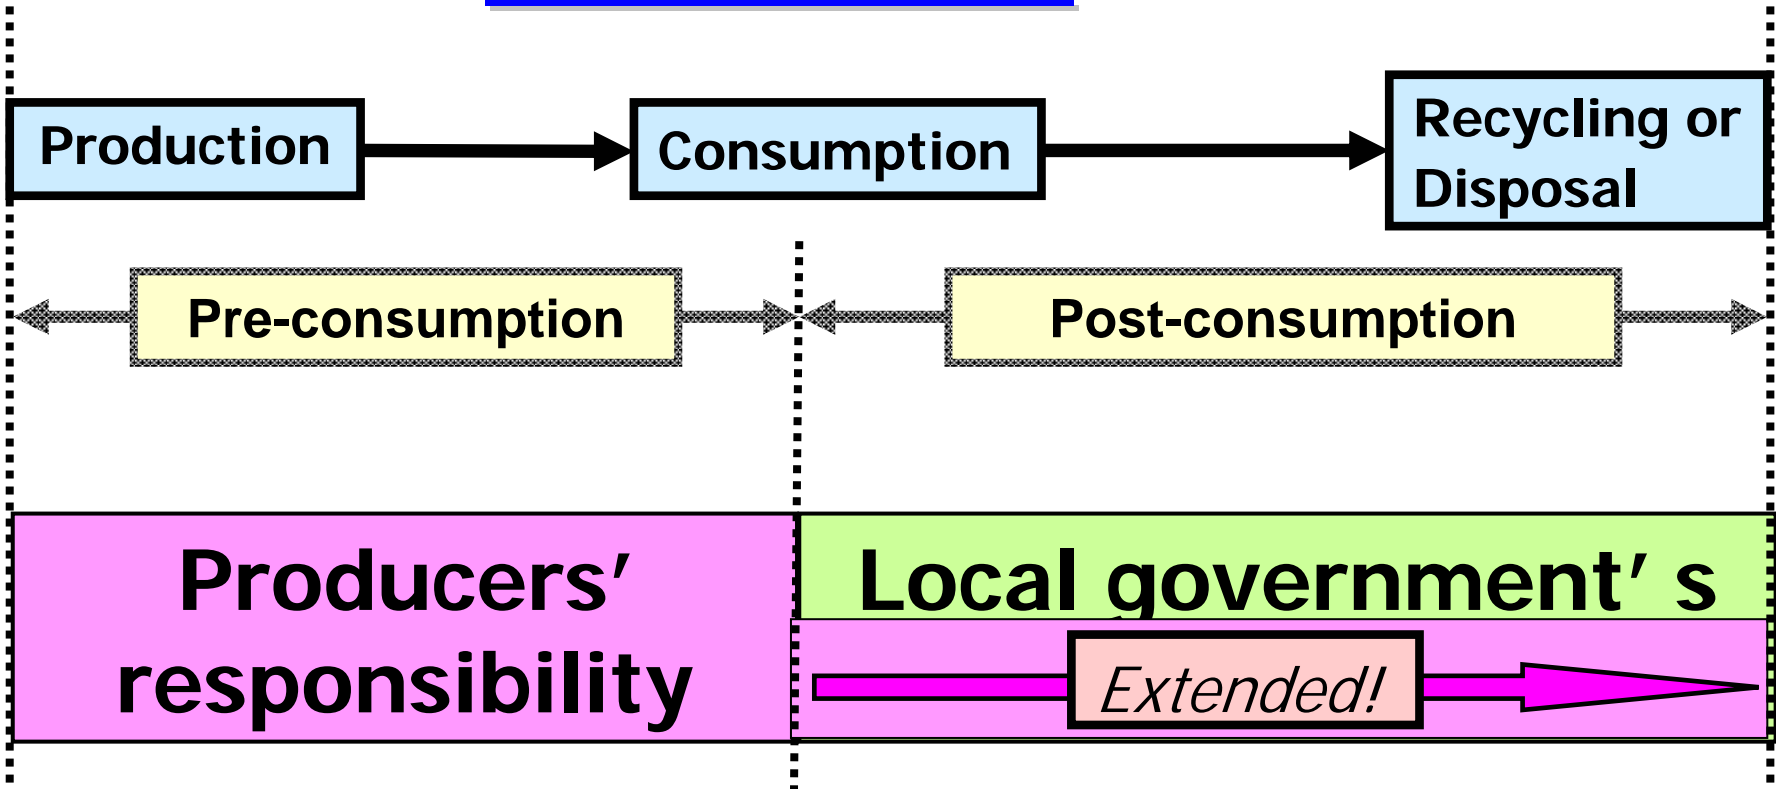 Production
Consumption
Recycling or
Disposal
Pre-consumption
Post-consumption
Producers’
responsibility
Local government’ s
Extended!